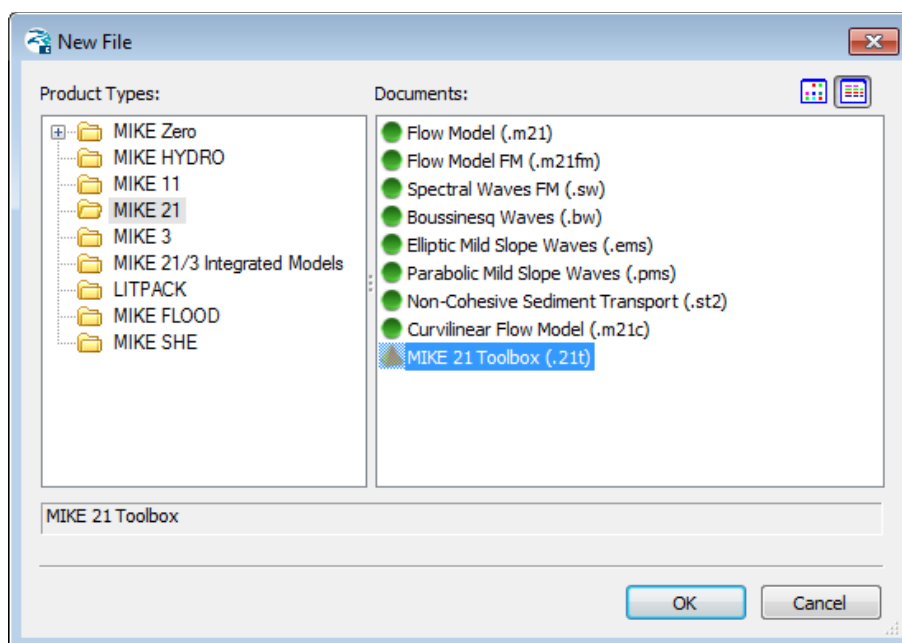 New File
Product Types:
Documents:
MIKE Zero
MIKE HYDRO
MIKE 11
MIKE 21
MIKE 3
MIKE 21/3 Integrated Models
LITPACK
MIKE FLOOD
MIKE SHE
Flow Model (.m21)
Flow Model FM (.m21fm)
Spectral Waves FM (.sw)
Boussinesq Waves (.bw)
Elliptic Mild Slope Waves (.ems)
Parabolic Mild Slope Waves (.pms)
Non-Cohesive Sediment Transport (.st2)
Curvilinear Flow Model (.m21c)
MIKE 21 Toolbox (.21t)
MIKE 21 Toolbox
OK
Cancel